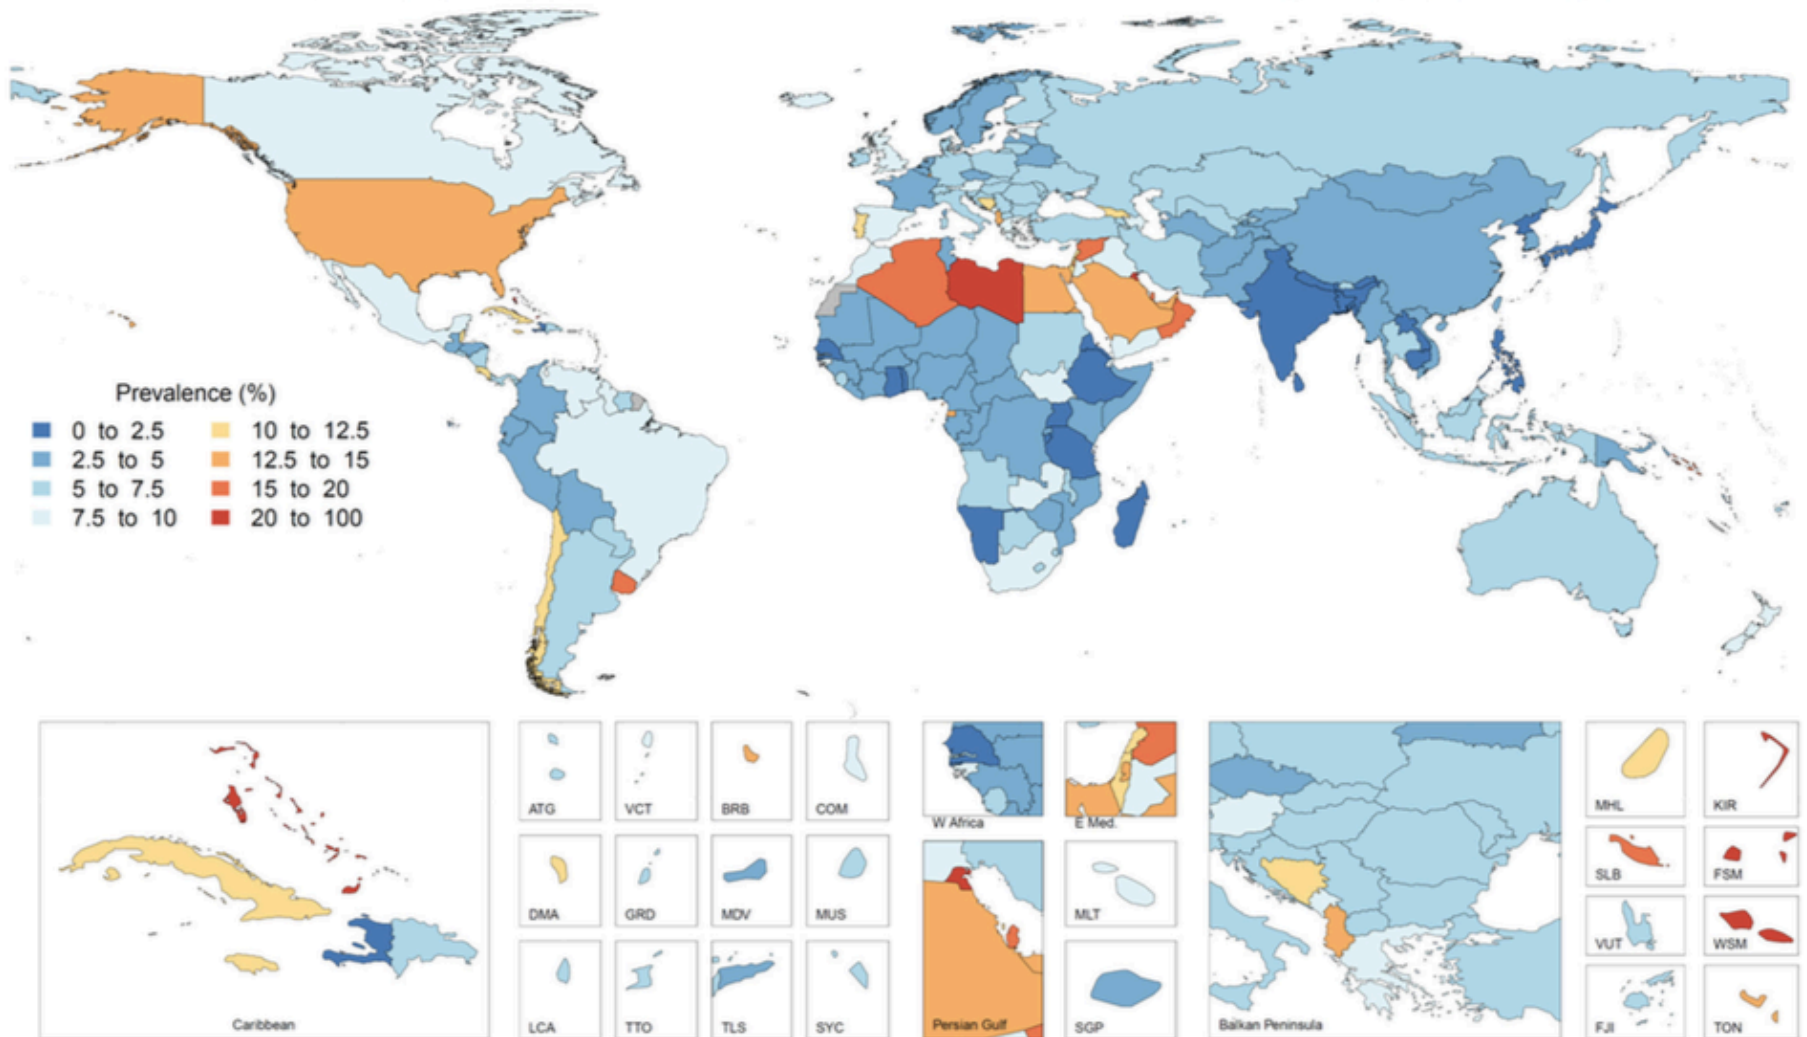 Prevalence (%)
0 to 2.5
2.5 to 5
5 to 7.5
7.5 to 10
10 to 12.5
12.5 to 15
15 to 20
20 to 100
Caribbean
ATG
VCT
BRB
COM
DMA
GRD
MDV
MUS
LCA
TTO
TLS
SYC
W Africa
E Med.
Persian Gulf
MLT
SGP
Balkan Peninsula
MHL
KIR
SLB
FSM
VUT
WSM
FJI
TON